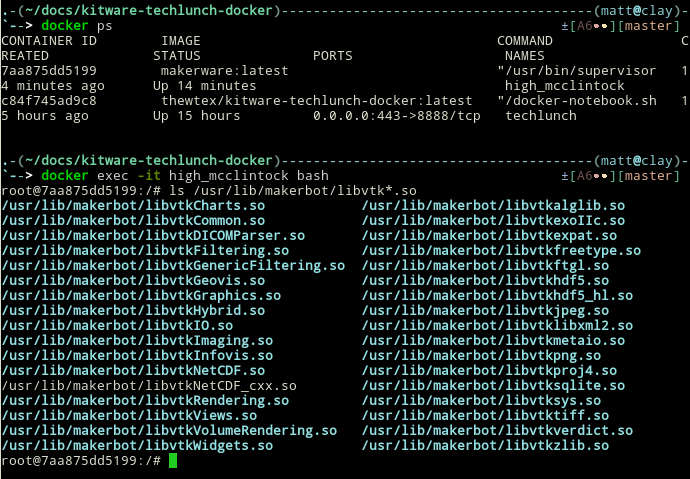 .-(~/docs/kitware-techlunch-docker)---------------------------------------(matt@clay)-
`--> docker ps ±[A6••][master]
CONTAINER ID IMAGE COMMAND C
REATED STATUS PORTS NAMES
7aa875dd5199 makerware:latest "/usr/bin/supervisor 1
4 minutes ago Up 14 minutes high_mcclintock
c84f745ad9c8 thewtex/kitware-techlunch-docker:latest "/docker-notebook.sh 1
5 hours ago Up 15 hours 0.0.0.0:443->8888/tcp techlunch
.-(~/docs/kitware-techlunch-docker)---------------------------------------(matt@clay)-
`--> docker exec -it high_mcclintock bash ±[A6••][master]
root@7aa875dd5199:/# ls /usr/lib/makerbot/libvtk*.so
/usr/lib/makerbot/libvtkCharts.so /usr/lib/makerbot/libvtkalglib.so
/usr/lib/makerbot/libvtkCommon.so /usr/lib/makerbot/libvtkexoIIc.so
/usr/lib/makerbot/libvtkDICOMParser.so /usr/lib/makerbot/libvtkexpat.so
/usr/lib/makerbot/libvtkFiltering.so /usr/lib/makerbot/libvtkfreetype.so
/usr/lib/makerbot/libvtkGenericFiltering.so /usr/lib/makerbot/libvtkftgl.so
/usr/lib/makerbot/libvtkGeovis.so /usr/lib/makerbot/libvtkhdf5.so
/usr/lib/makerbot/libvtkGraphics.so /usr/lib/makerbot/libvtkhdf5_hl.so
/usr/lib/makerbot/libvtkHybrid.so /usr/lib/makerbot/libvtkjpeg.so
/usr/lib/makerbot/libvtkIO.so /usr/lib/makerbot/libvtklibxml2.so
/usr/lib/makerbot/libvtkImaging.so /usr/lib/makerbot/libvtkmetaio.so
/usr/lib/makerbot/libvtkInfovis.so /usr/lib/makerbot/libvtkpng.so
/usr/lib/makerbot/libvtkNetCDF.so /usr/lib/makerbot/libvtkproj4.so
/usr/lib/makerbot/libvtkNetCDF_cxx.so /usr/lib/makerbot/libvtksqlite.so
/usr/lib/makerbot/libvtkRendering.so /usr/lib/makerbot/libvtksys.so
/usr/lib/makerbot/libvtkViews.so /usr/lib/makerbot/libvtktiff.so
/usr/lib/makerbot/libvtkVolumeRendering.so /usr/lib/makerbot/libvtkverdict.so
/usr/lib/makerbot/libvtkWidgets.so /usr/lib/makerbot/libvtkzlib.so
root@7aa875dd5199:/#